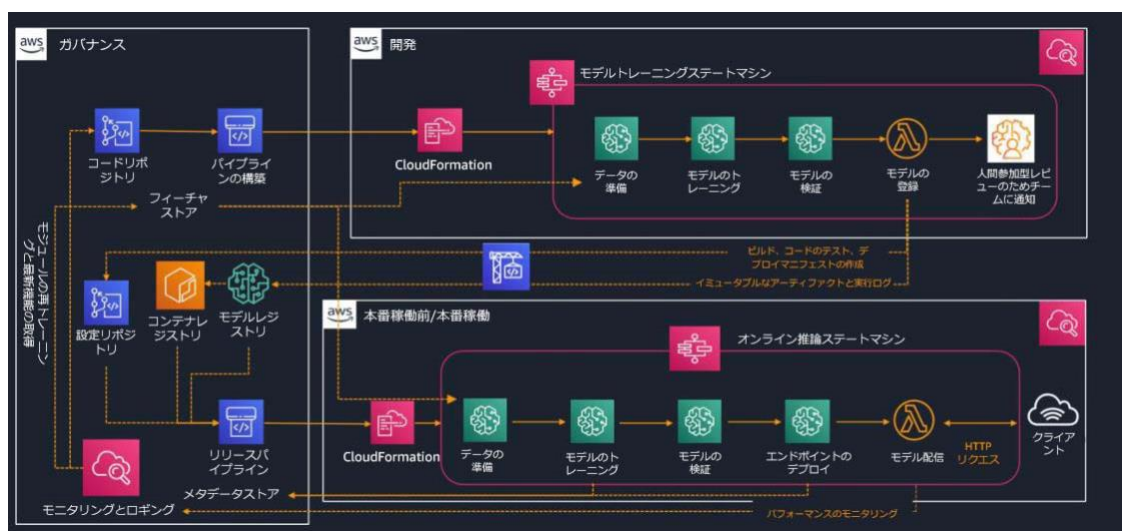 aws ガバナンス
コードリポ
ジトリ
パイプライ
ンの構築
フィーチャ
ストア
モジュールの再トレーニン
グと最新機能の取得
設定リポジ
トリ
コンテナレ
ジストリ
モデルレジ
ストリ
リリースパ
イプライン
メタデータストア
モニタリングとロギング
aws 開発
CloudFormation
モデルトレーニングステートマシン
データの
準備
モデルのト
レーニング
モデルの
検証
モデルの
登録
人間参加型レビ
ューのためチー
ムに通知
ビルド、コードのテスト、デ
プロイマニフェストの作成
イミュータブルなアーティファクトと実行ログ
aws 本番稼働前/本番稼働
CloudFormation
オンライン推論ステートマシン
データの
準備
モデルのト
レーニング
モデルの
検証
エンドポイントの
デプロイ
モデル配信
HTTP
リクエス
クライア
ント
パフォーマンスのモニタリング